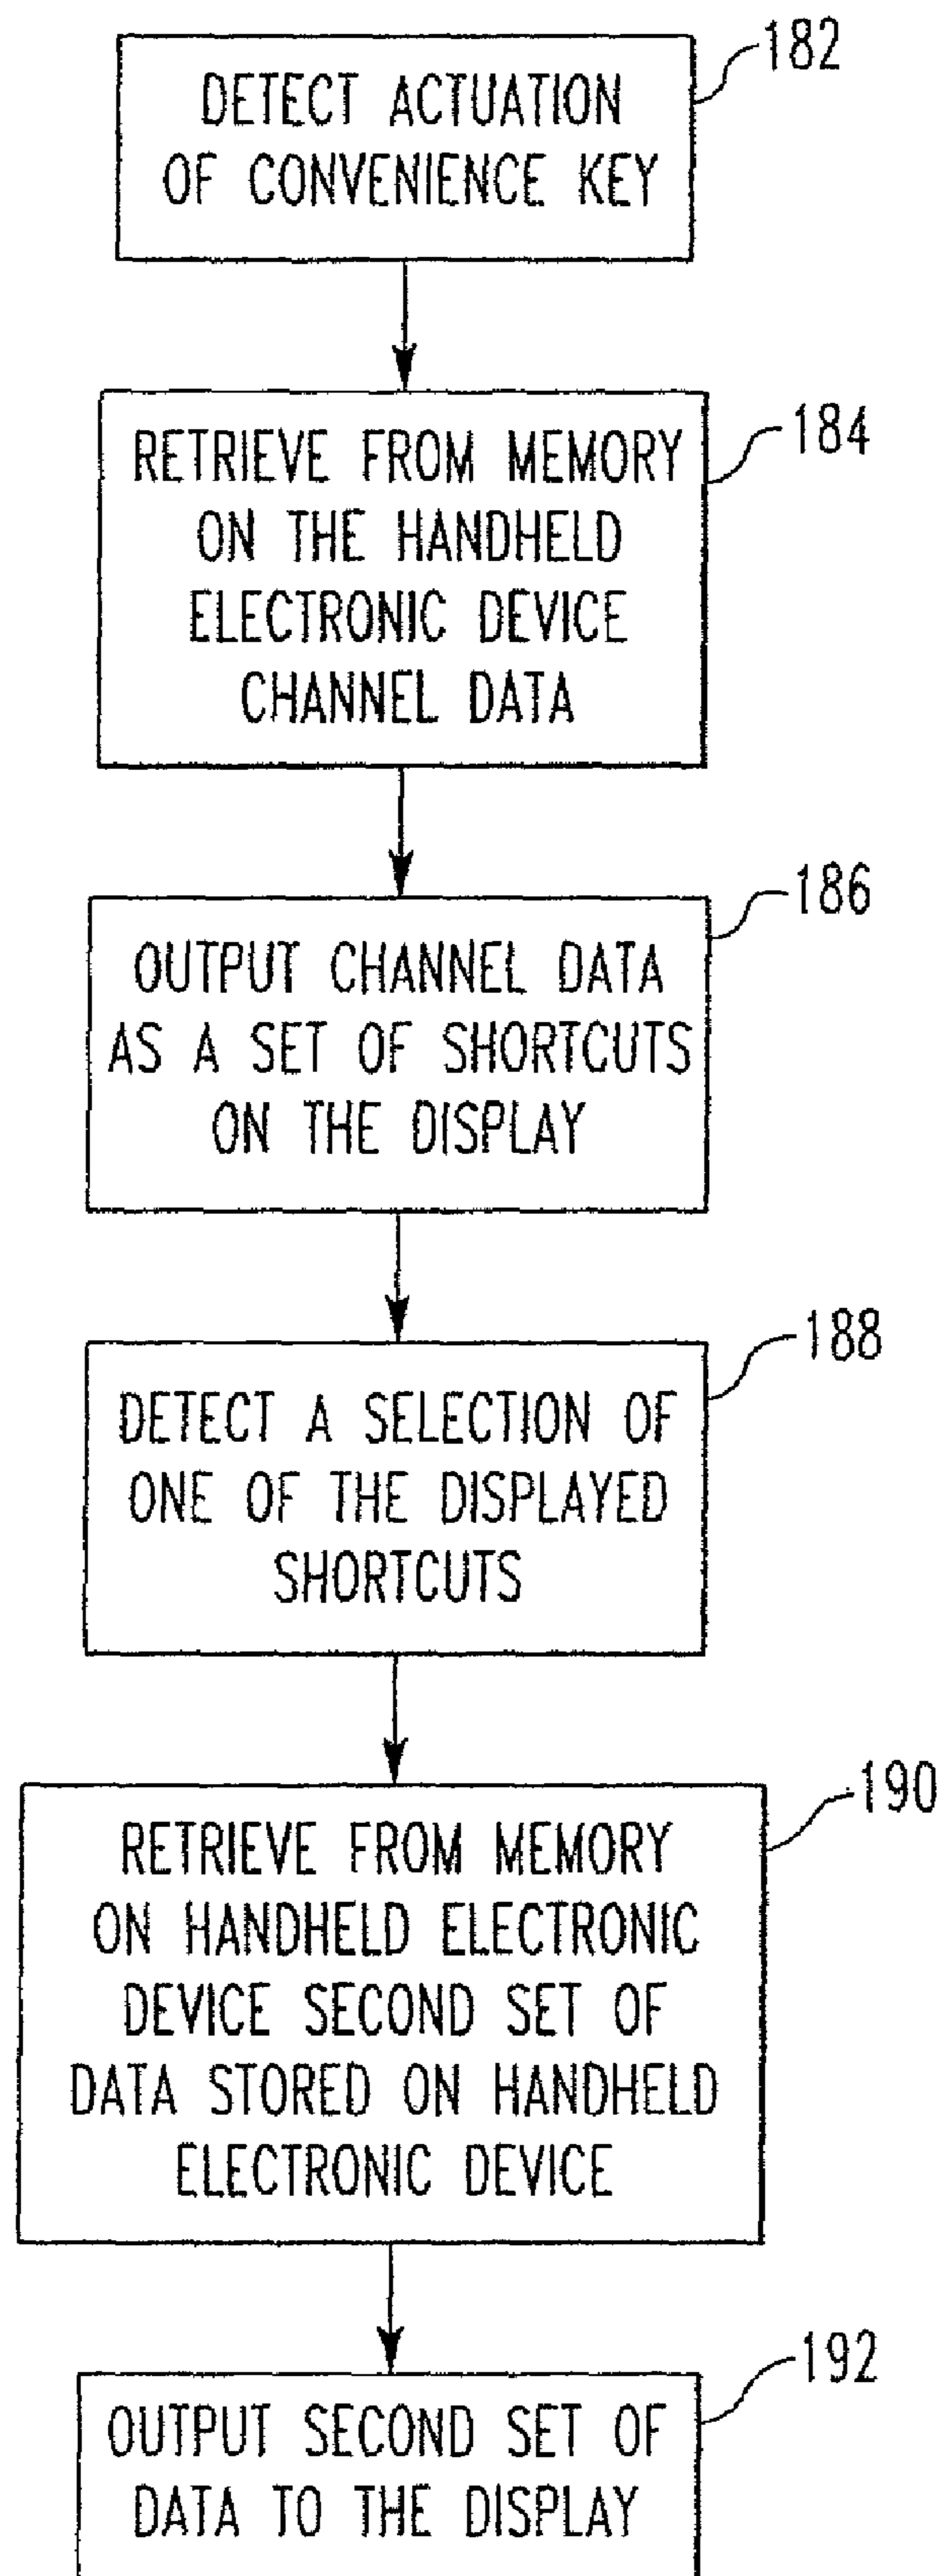 182
DETECT ACTUATION
OF CONVENIENCE KEY
184
RETRIEVE FROM MEMORY
ON THE HANDHELD
ELECTRONIC DEVICE
CHANNEL DATA
186
OUTPUT CHANNEL DATA
AS A SET OF SHORTCUTS
ON THE DISPLAY
188
DETECT A SELECTION OF
ONE OF THE DISPLAYED
SHORTCUTS
190
RETRIEVE FROM MEMORY
ON HANDHELD ELECTRONIC
DEVICE SECOND SET OF
DATA STORED ON HANDHELD
ELECTRONIC DEVICE
192
OUTPUT SECOND SET OF
DATA TO THE DISPLAY